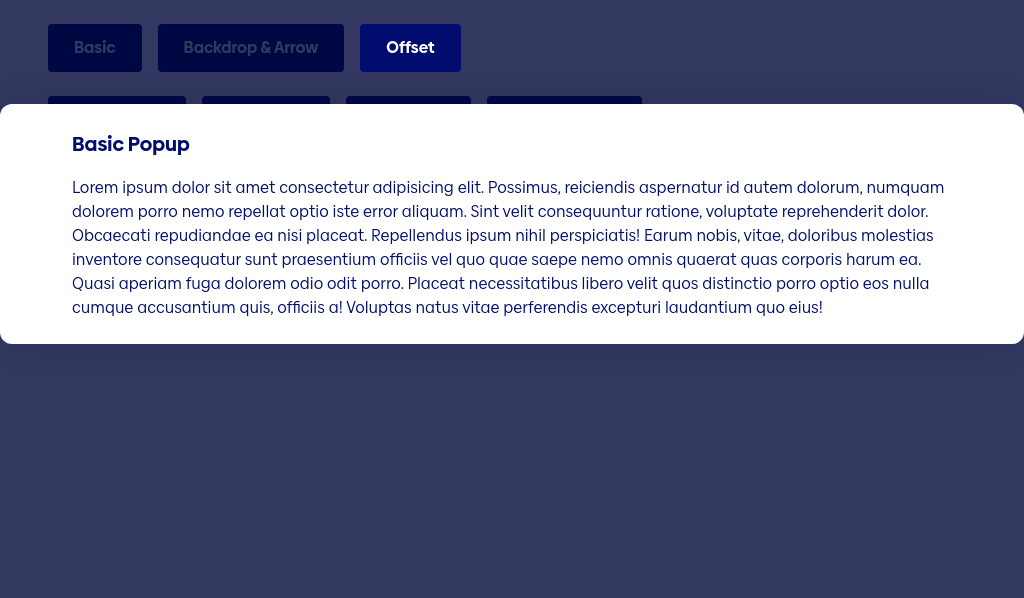 Basic
Backdrop & Arrow
Offset
Basic Popup
Lorem ipsum dolor sit amet consectetur adipisicing elit. Possimus, reiciendis aspernatur id autem dolorum, numquam
dolorem porro nemo repellat optio iste error aliquam. Sint velit consequuntur ratione, voluptate reprehenderit dolor.
Obcaecati repudiandae ea nisi placeat. Repellendus ipsum nihil perspiciatis! Earum nobis, vitae, doloribus molestias
inventore consequatur sunt praesentium officiis vel quo quae saepe nemo omnis quaerat quas corporis harum ea.
Quasi aperiam fuga dolorem odio odit porro. Placeat necessitatibus libero velit quos distinctio porro optio eos nulla
cumque accusantium quis, officiis a! Voluptas natus vitae perferendis excepturi laudantium quo eius!